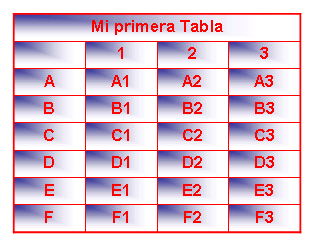 Mi primera Tabla
1 2 3
A A1 A2 A3
B B1 B2 B3
C C1 C2 C3
D D1 D2 D3
E E1 E2 E3
F F1 F2 F3